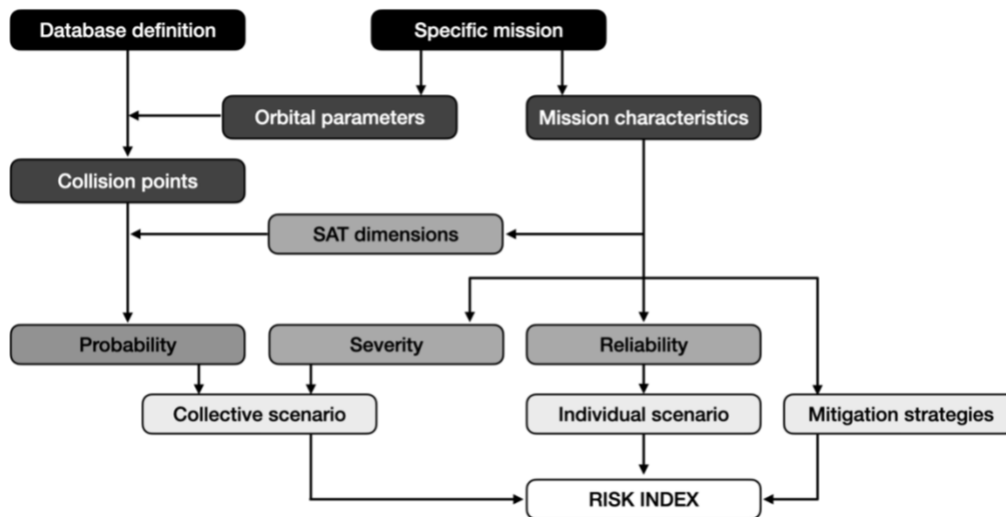 Database definition
Specific mission
Orbital parameters
Mission characteristics
Collision points
SAT dimensions
Probability
Severity
Reliability
Collective scenario
Individual scenario
Mitigation strategies
RISK INDEX